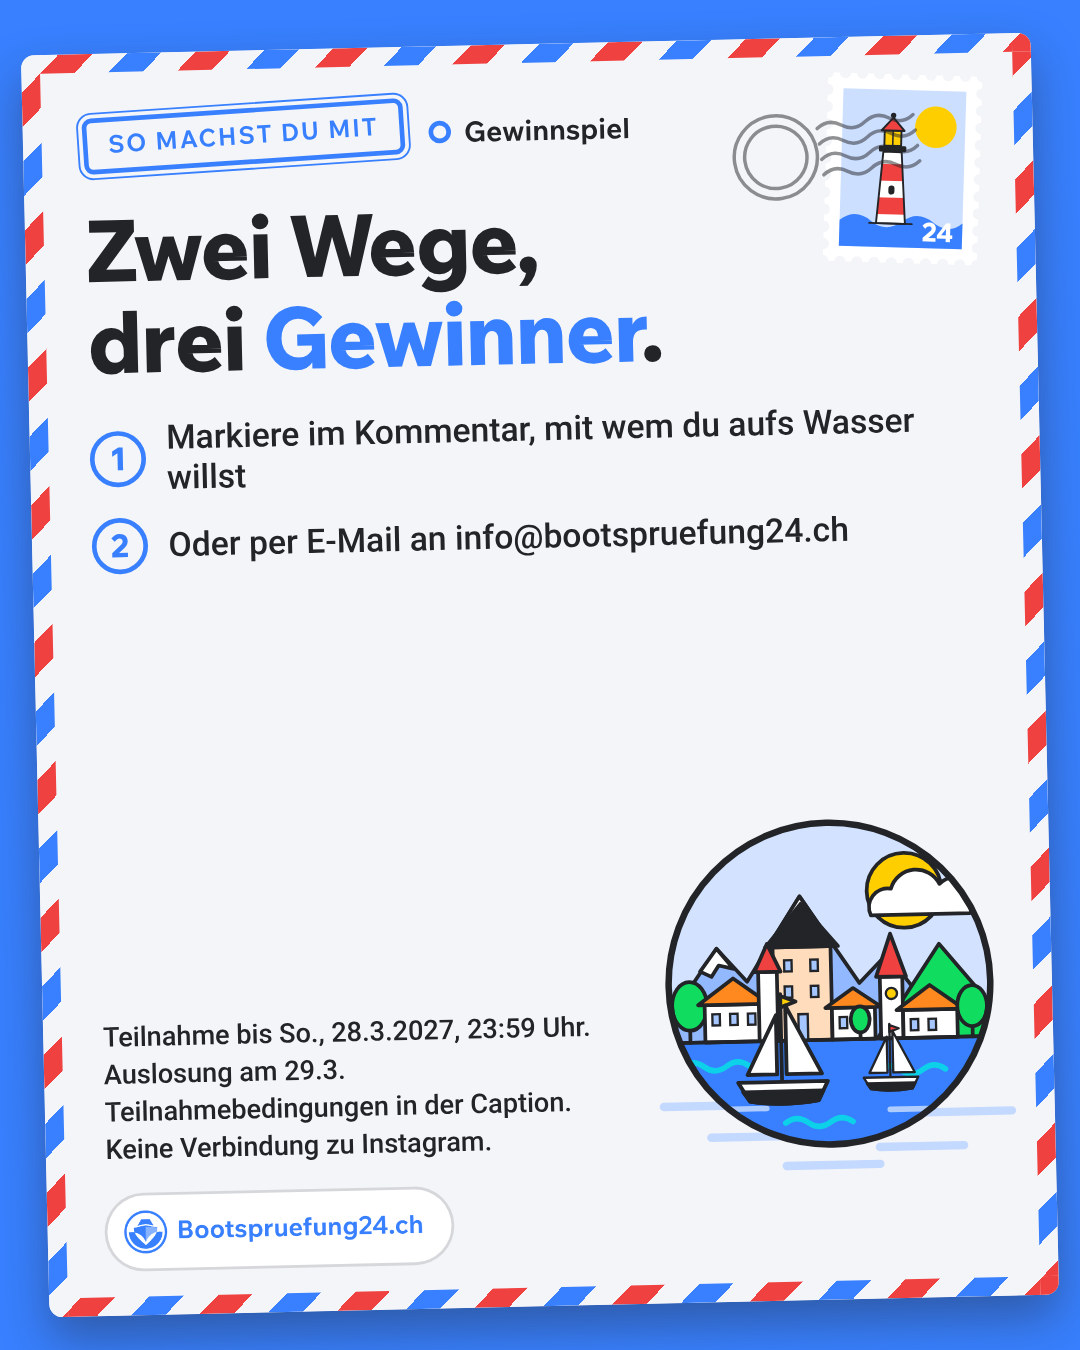 SO MACHST DU MIT
Gewinnspiel
24
Zwei Wege,
drei Gewinner.
1 Markiere im Kommentar, mit wem du aufs Wasser
willst
2 Oder per E-Mail an info@bootspruefung24.ch
Teilnahme bis So., 28.3.2027, 23:59 Uhr.
Auslosung am 29.3.
Teilnahmebedingungen in der Caption.
Keine Verbindung zu Instagram.
Bootspruefung24.ch